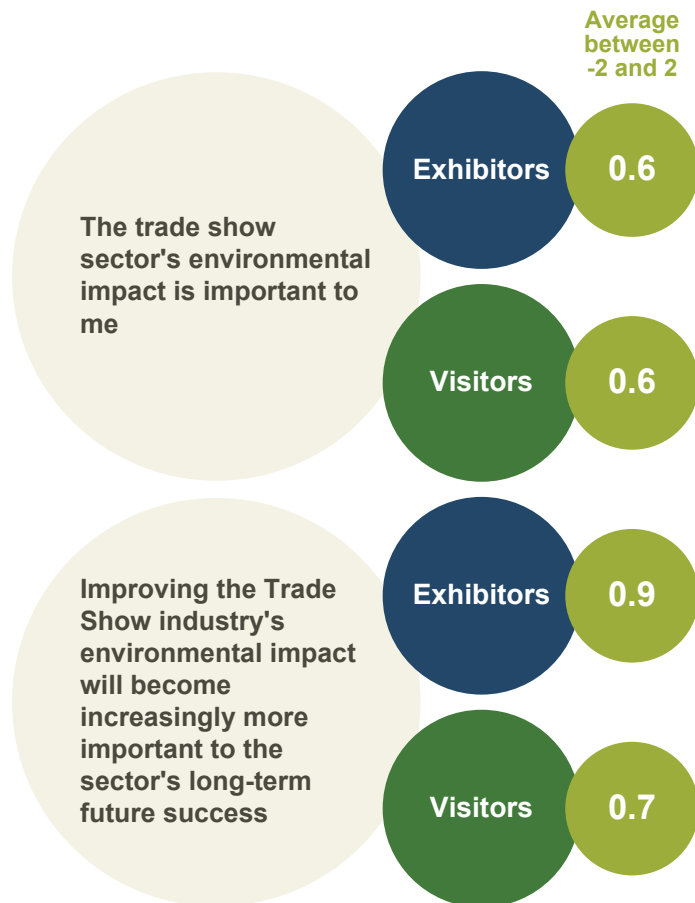 Average
between
-2 and 2
The trade show
sector's environmental
impact is important to
me
Exhibitors
0.6
Visitors
0.6
Improving the Trade
Show industry's
environmental impact
will become
increasingly more
important to the
sector's long-term
future success
Exhibitors
0.9
Visitors
0.7